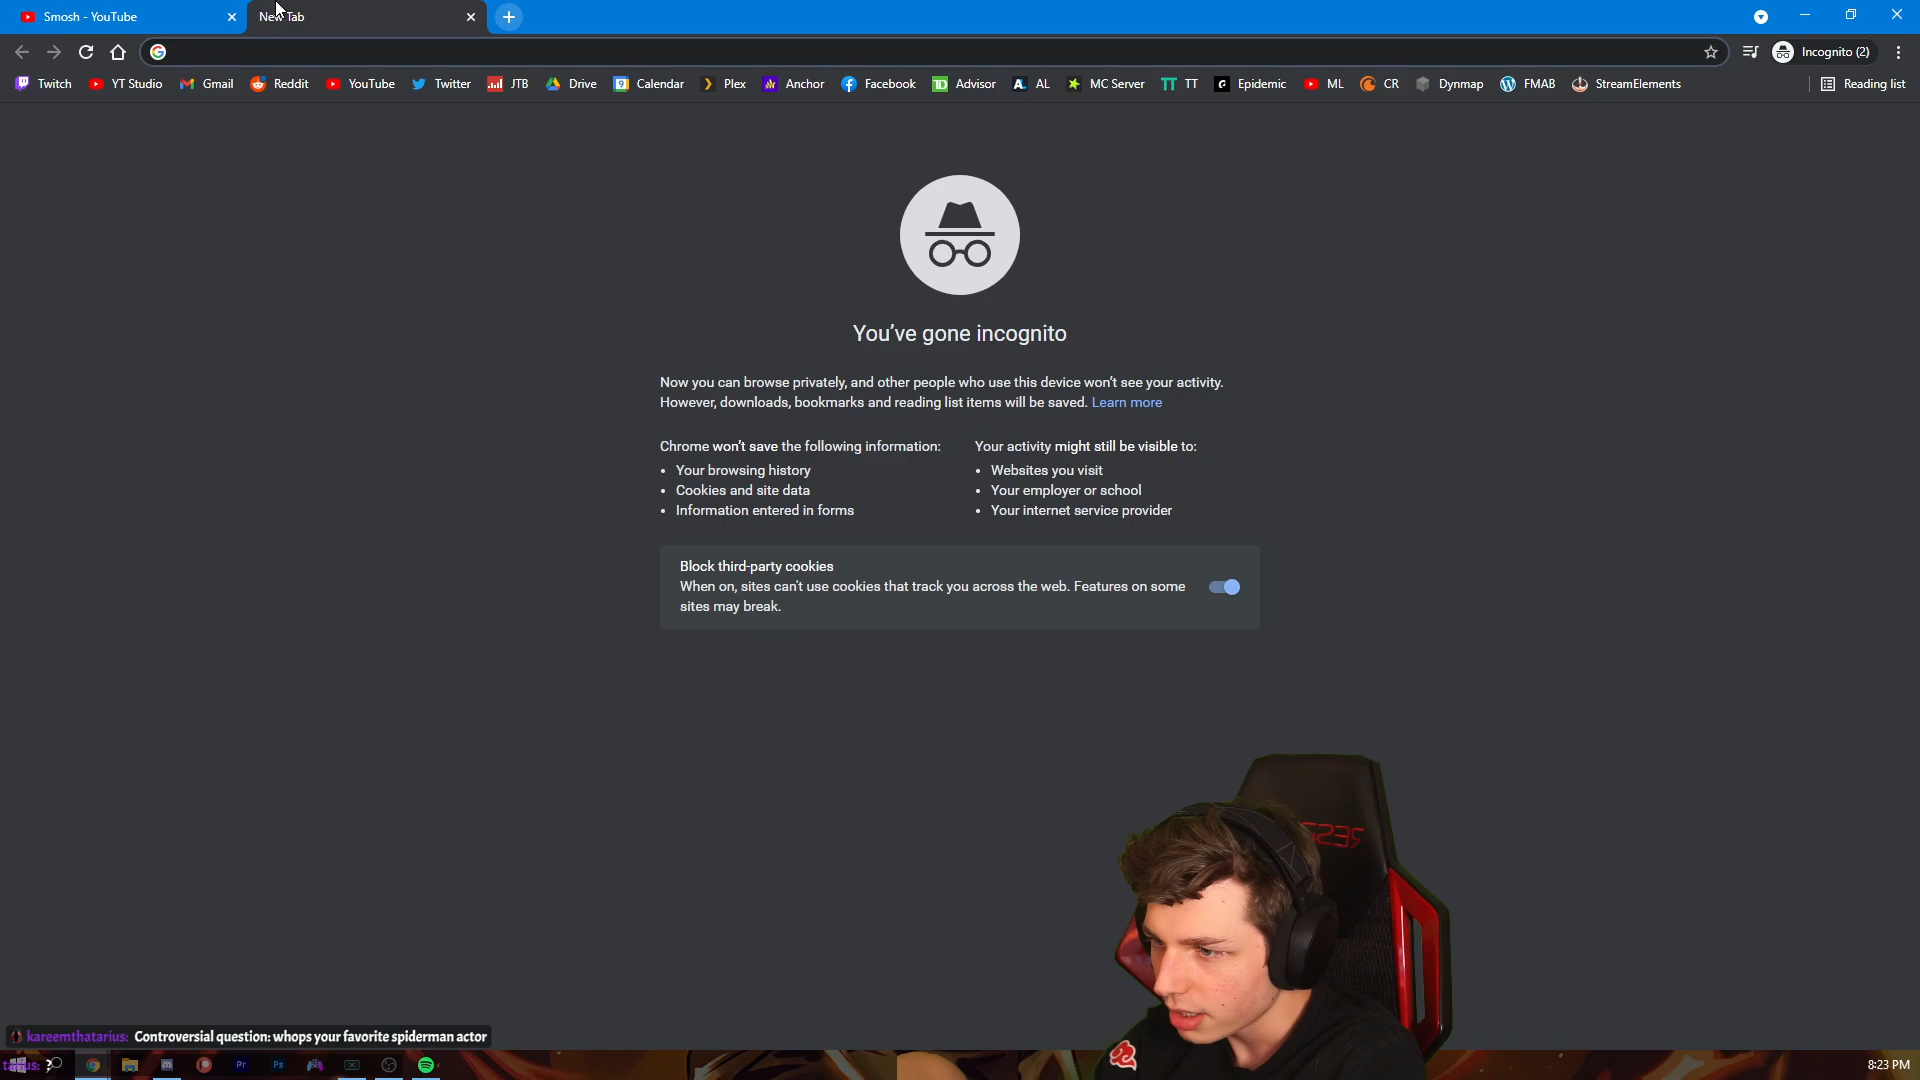 Smosh - YouTube
New Tab
Incognito (2)
Twitch YT Studio Gmail Reddit YouTube Twitter JTB Drive Calendar Plex Anchor Facebook Advisor AL MC Server TT Epidemic ML CR Dynmap FMAB StreamElements Reading list
You've gone incognito
Now you can browse privately, and other people who use this device won't see your activity.
However, downloads, bookmarks and reading list items will be saved. Learn more
Chrome won't save the following information:
• Your browsing history
• Cookies and site data
• Information entered in forms
Your activity might still be visible to:
• Websites you visit
• Your employer or school
• Your internet service provider
Block third-party cookies
When on, sites can't use cookies that track you across the web. Features on some
sites may break.
kareemthatarius: Controversial question: whops your favorite spiderman actor
8:23 PM